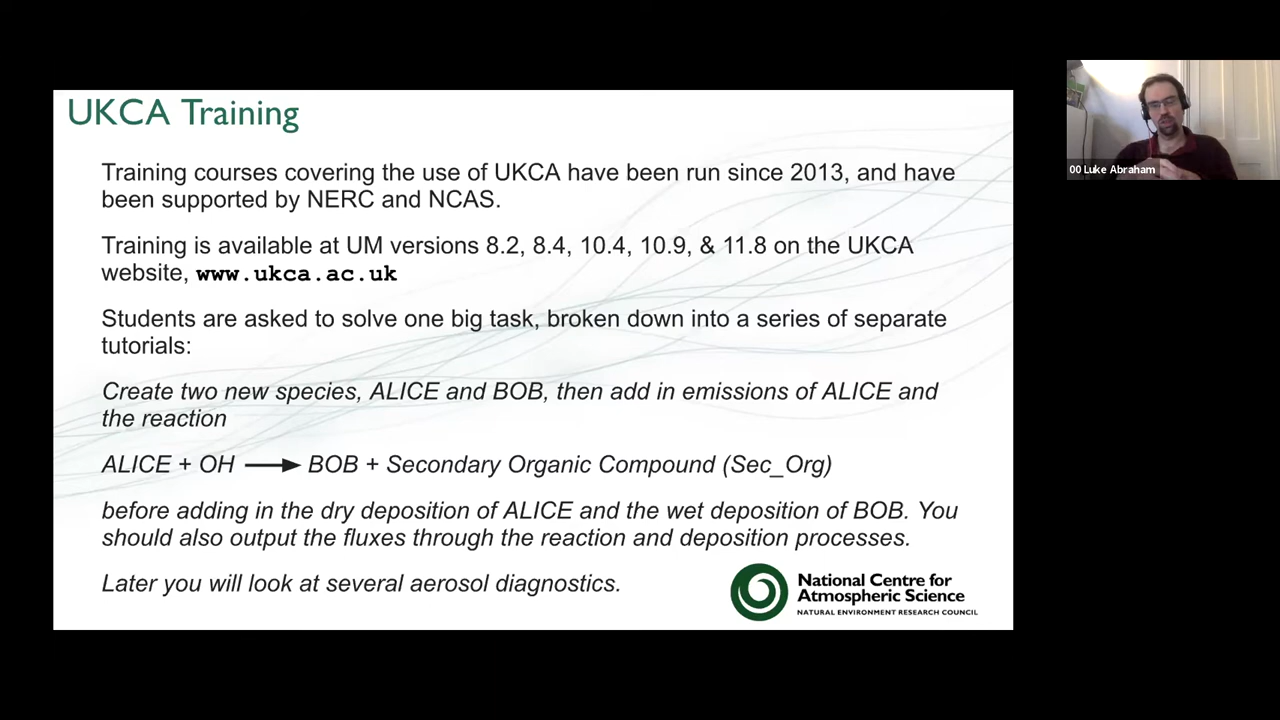 UKCA Training
Training courses covering the use of UKCA have been run since 2013, and have
been supported by NERC and NCAS.
Training is available at UM versions 8.2, 8.4, 10.4, 10.9, & 11.8 on the UKCA
website, www.ukca.ac.uk
Students are asked to solve one big task, broken down into a series of separate
tutorials:
Create two new species, ALICE and BOB, then add in emissions of ALICE and
the reaction
ALICE + OH ⟶ BOB + Secondary Organic Compound (Sec_Org)
before adding in the dry deposition of ALICE and the wet deposition of BOB. You
should also output the fluxes through the reaction and deposition processes.
Later you will look at several aerosol diagnostics.
National Centre for
Atmospheric Science
NATURAL ENVIRONMENT RESEARCH COUNCIL
00 Luke Abraham